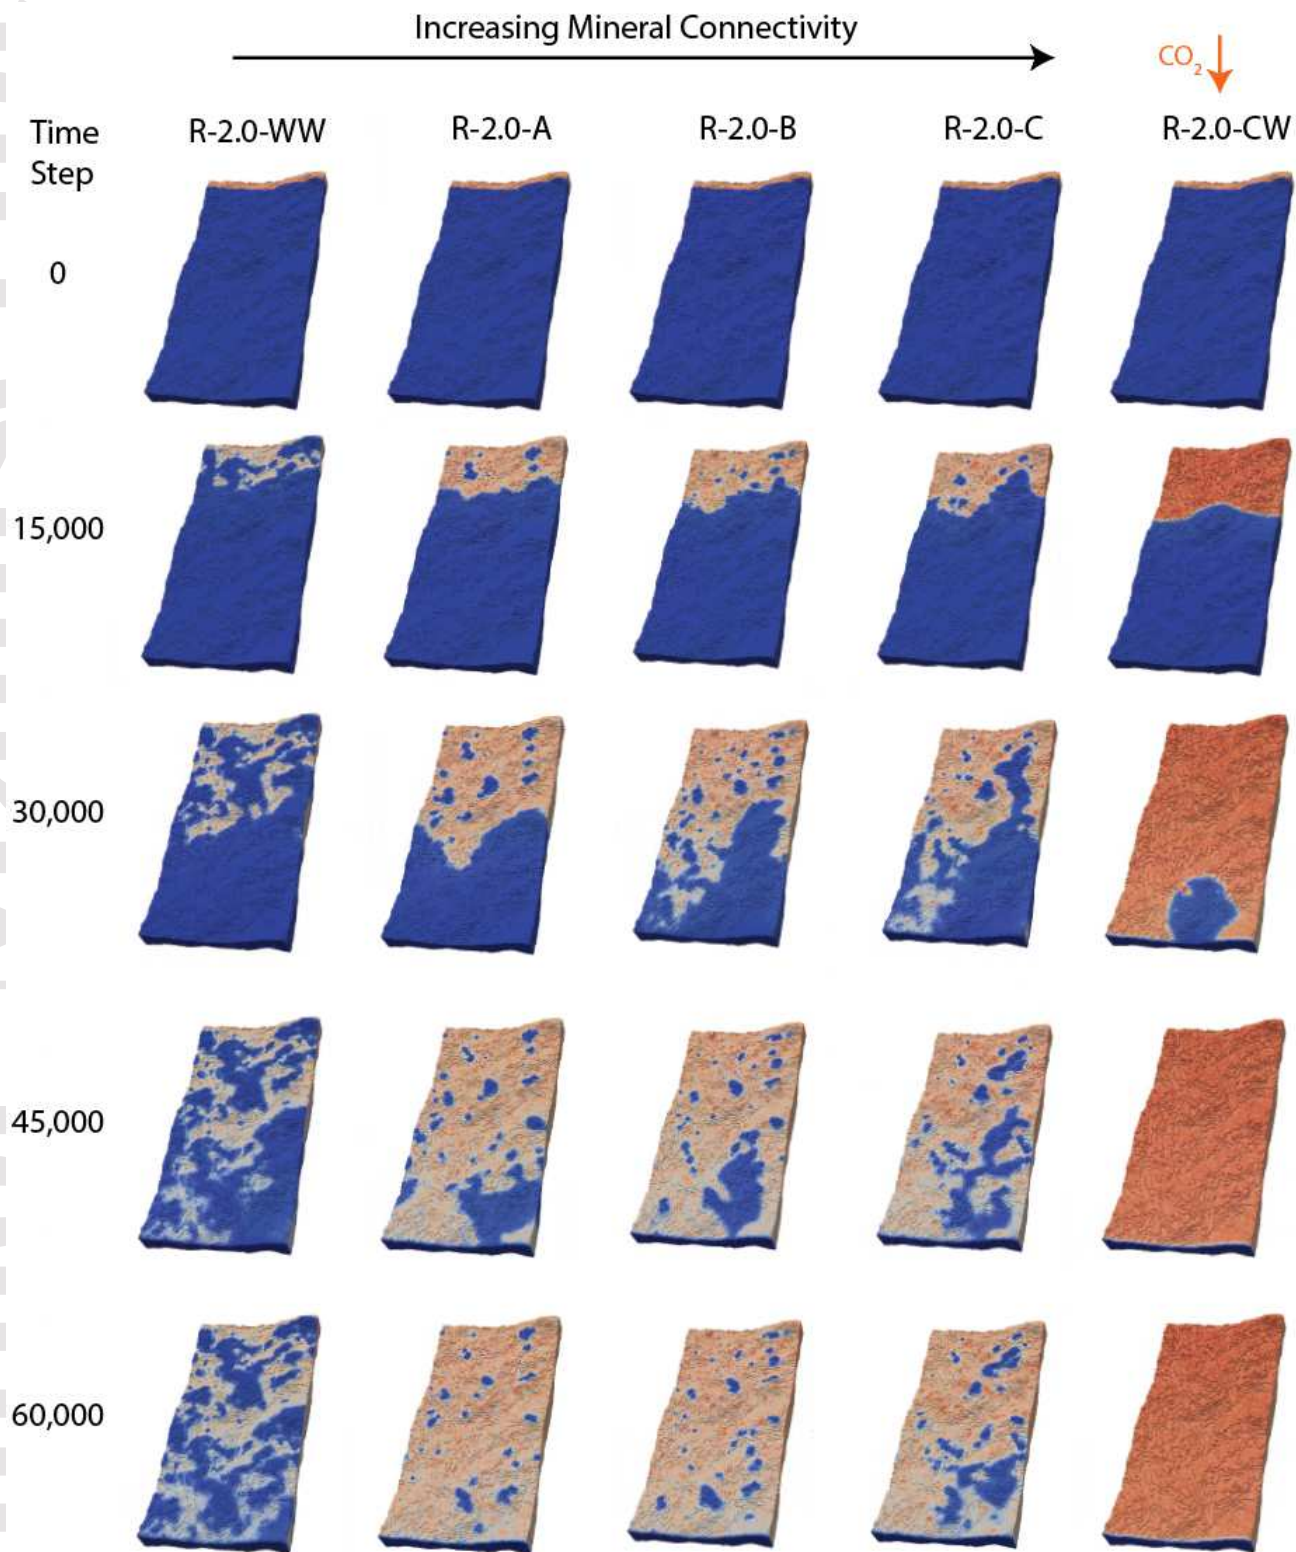 Increasing Mineral Connectivity
CO₂
Time
Step
R-2.0-WW
R-2.0-A
R-2.0-B
R-2.0-C
R-2.0-CW
0
15,000
30,000
45,000
60,000